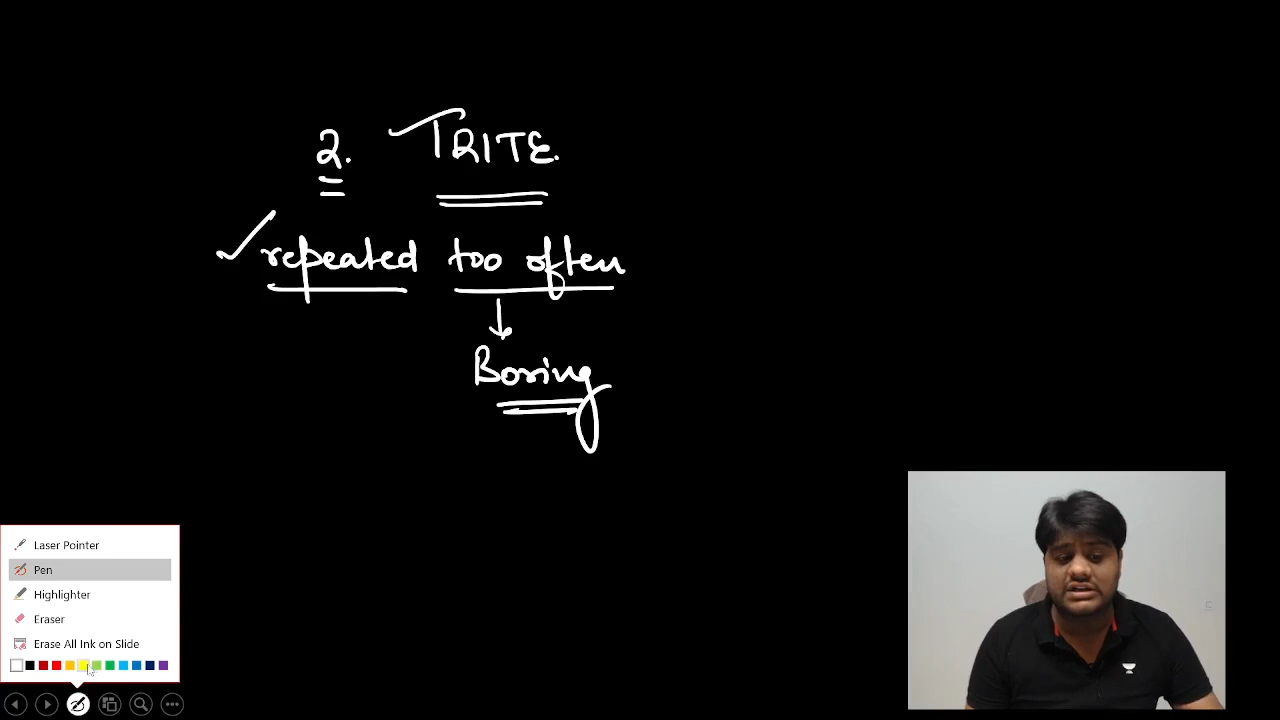 2. TRITE.
repeated too often
Boring
Laser Pointer
Pen
Highlighter
Eraser
Erase All Ink on Slide